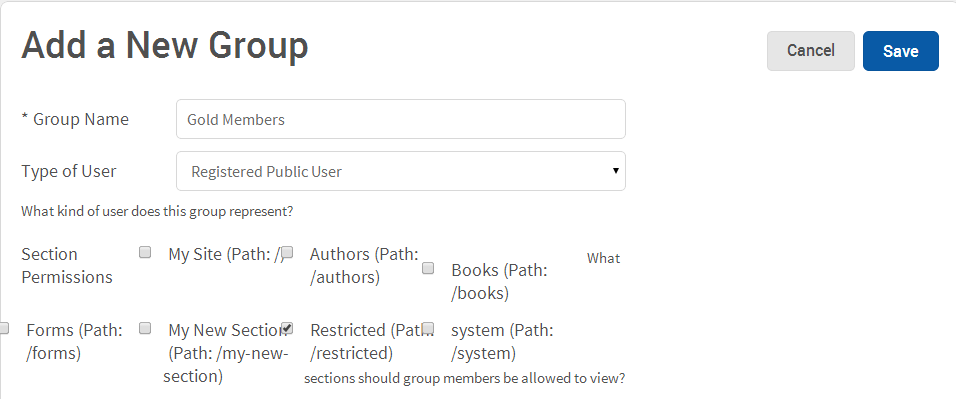 Add a New Group
Cancel
Save
* Group Name
Gold Members
Type of User
Registered Public User
What kind of user does this group represent?
Section Permissions
My Site (Path: /)
Authors (Path: /authors)
Books (Path: /books)
What
Forms (Path: /forms)
My New Section (Path: /my-new-section)
Restricted (Path: /restricted)
system (Path: /system)
sections should group members be allowed to view?